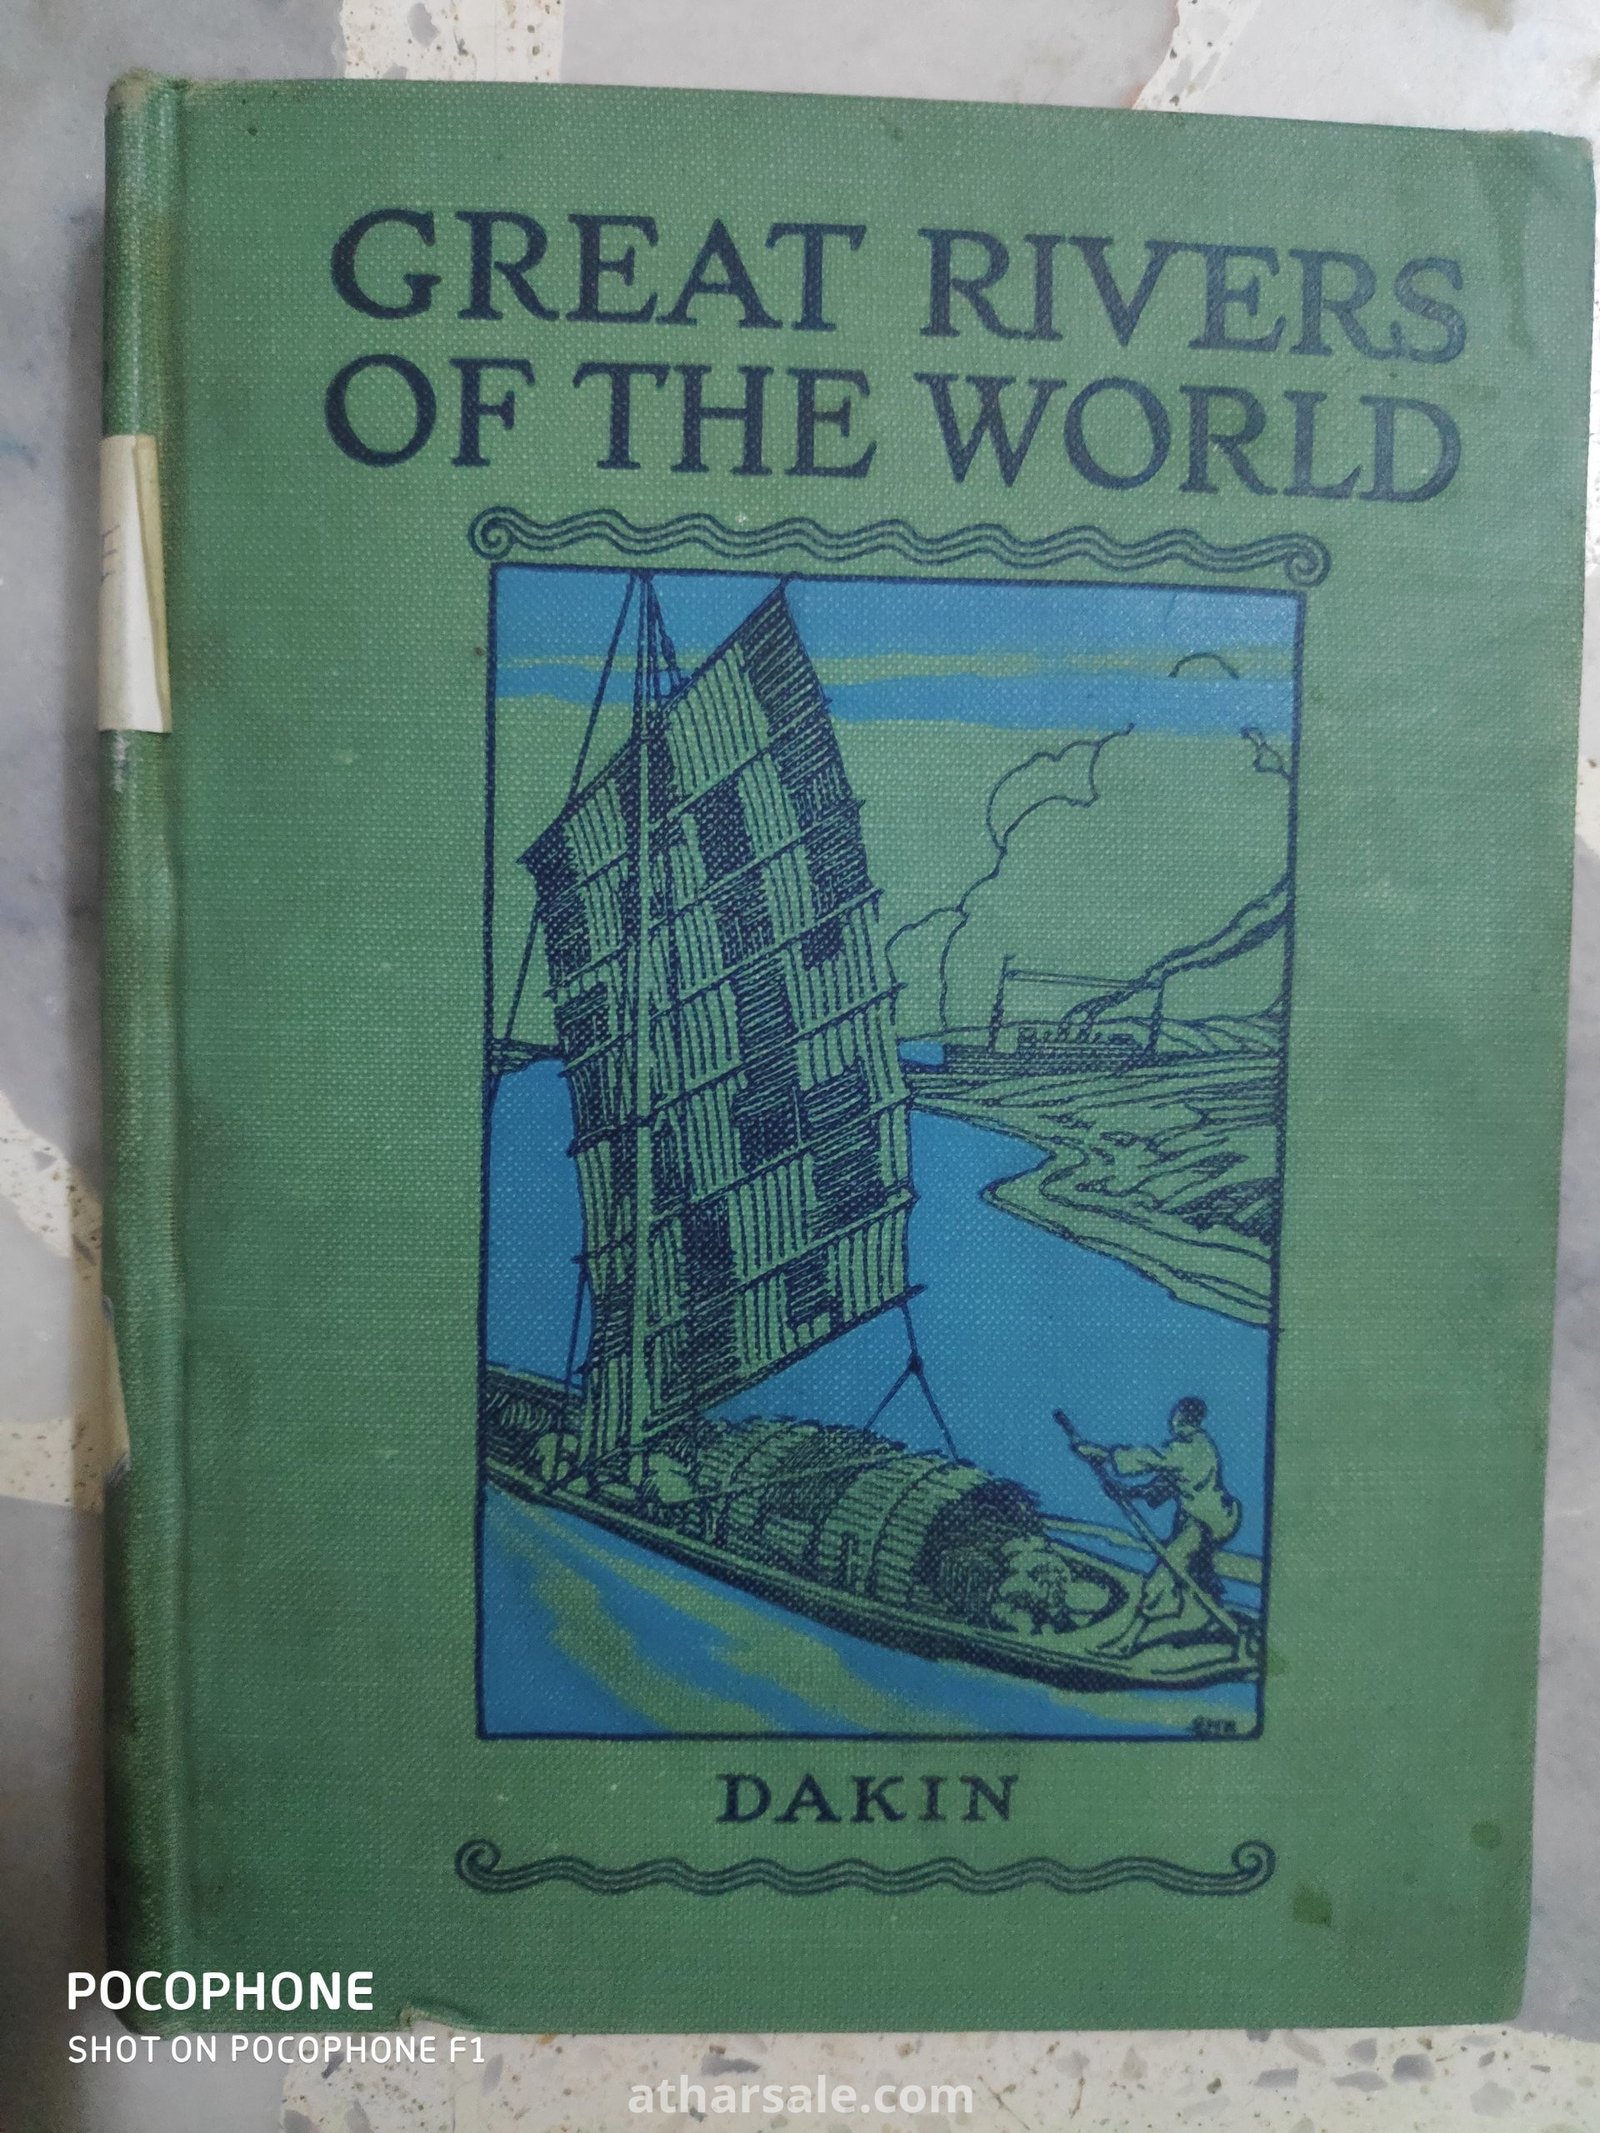 GREAT RIVERS
OF THE WORLD
DAKIN
POCOPHONE
SHOT ON POCOPHONE F1
atharsale.com